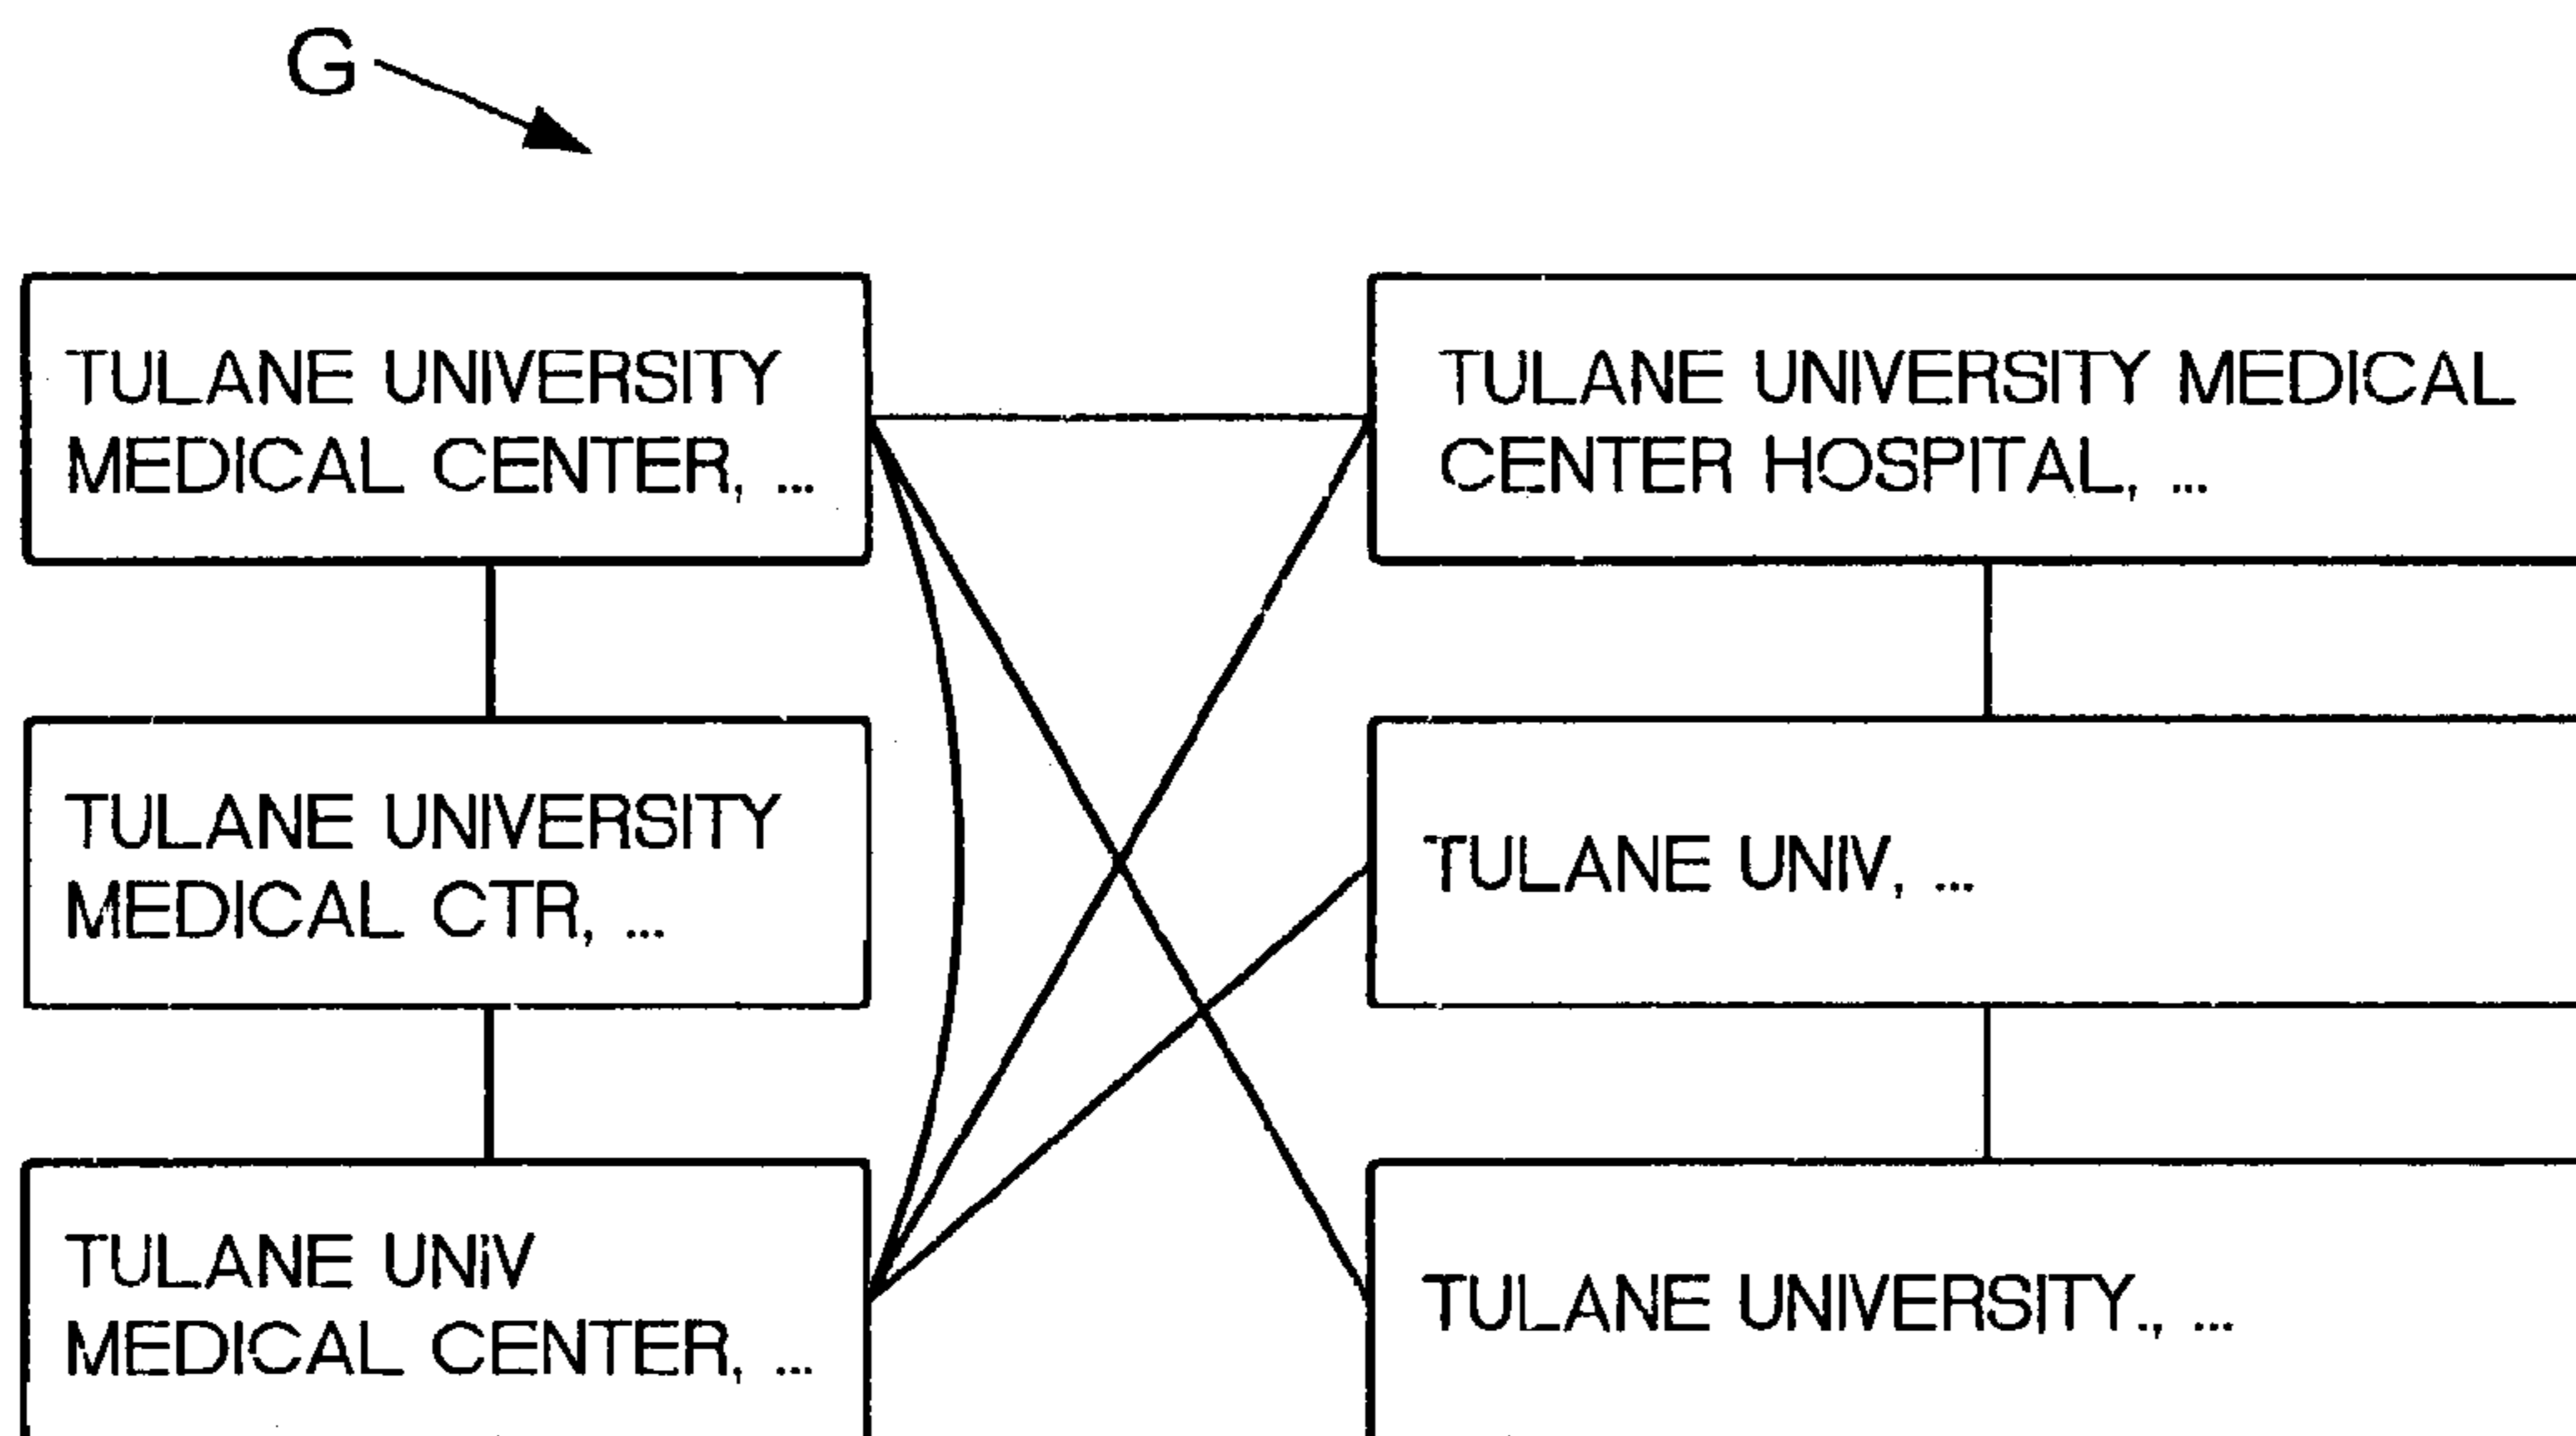 G
TULANE UNIVERSITY
MEDICAL CENTER, ...
TULANE UNIVERSITY MEDICAL
CENTER HOSPITAL, ...
TULANE UNIVERSITY
MEDICAL CTR, ...
TULANE UNIV, ...
TULANE UNIV
MEDICAL CENTER, ...
TULANE UNIVERSITY., ...